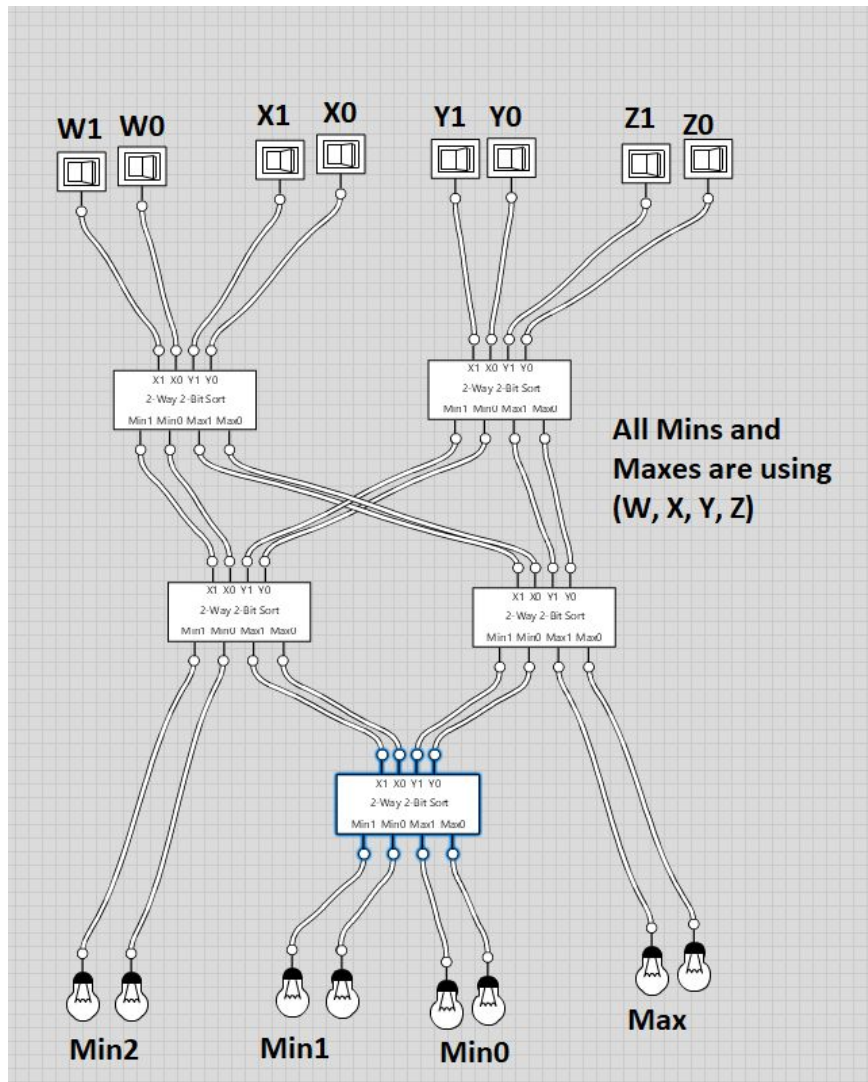 W1 W0 X1 X0 Y1 Y0 Z1 Z0
X1 X0 Y1 Y0
2-Way 2-Bit Sort
Min1 Min0 Max1 Max0
X1 X0 Y1 Y0
2-Way 2-Bit Sort
Min1 Min0 Max1 Max0
All Mins and
Maxes are using
(W, X, Y, Z)
X1 X0 Y1 Y0
2-Way 2-Bit Sort
Min1 Min0 Max1 Max0
X1 X0 Y1 Y0
2-Way 2-Bit Sort
Min1 Min0 Max1 Max0
X1 X0 Y1 Y0
2-Way 2-Bit Sort
Min1 Min0 Max1 Max0
Min2 Min1 Min0 Max